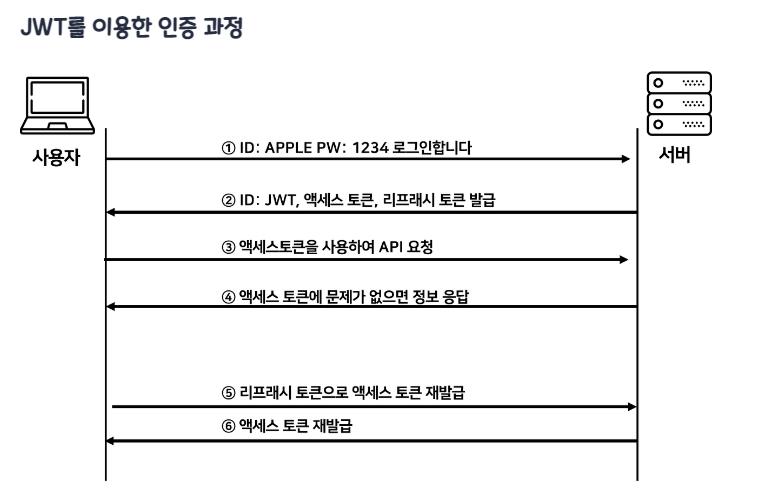 JWT를 이용한 인증 과정
사용자
서버
① ID: APPLE PW: 1234 로그인합니다
② ID: JWT, 액세스 토큰, 리프래시 토큰 발급
③ 액세스토큰을 사용하여 API 요청
④ 액세스 토큰에 문제가 없으면 정보 응답
⑤ 리프래시 토큰으로 액세스 토큰 재발급
⑥ 액세스 토큰 재발급